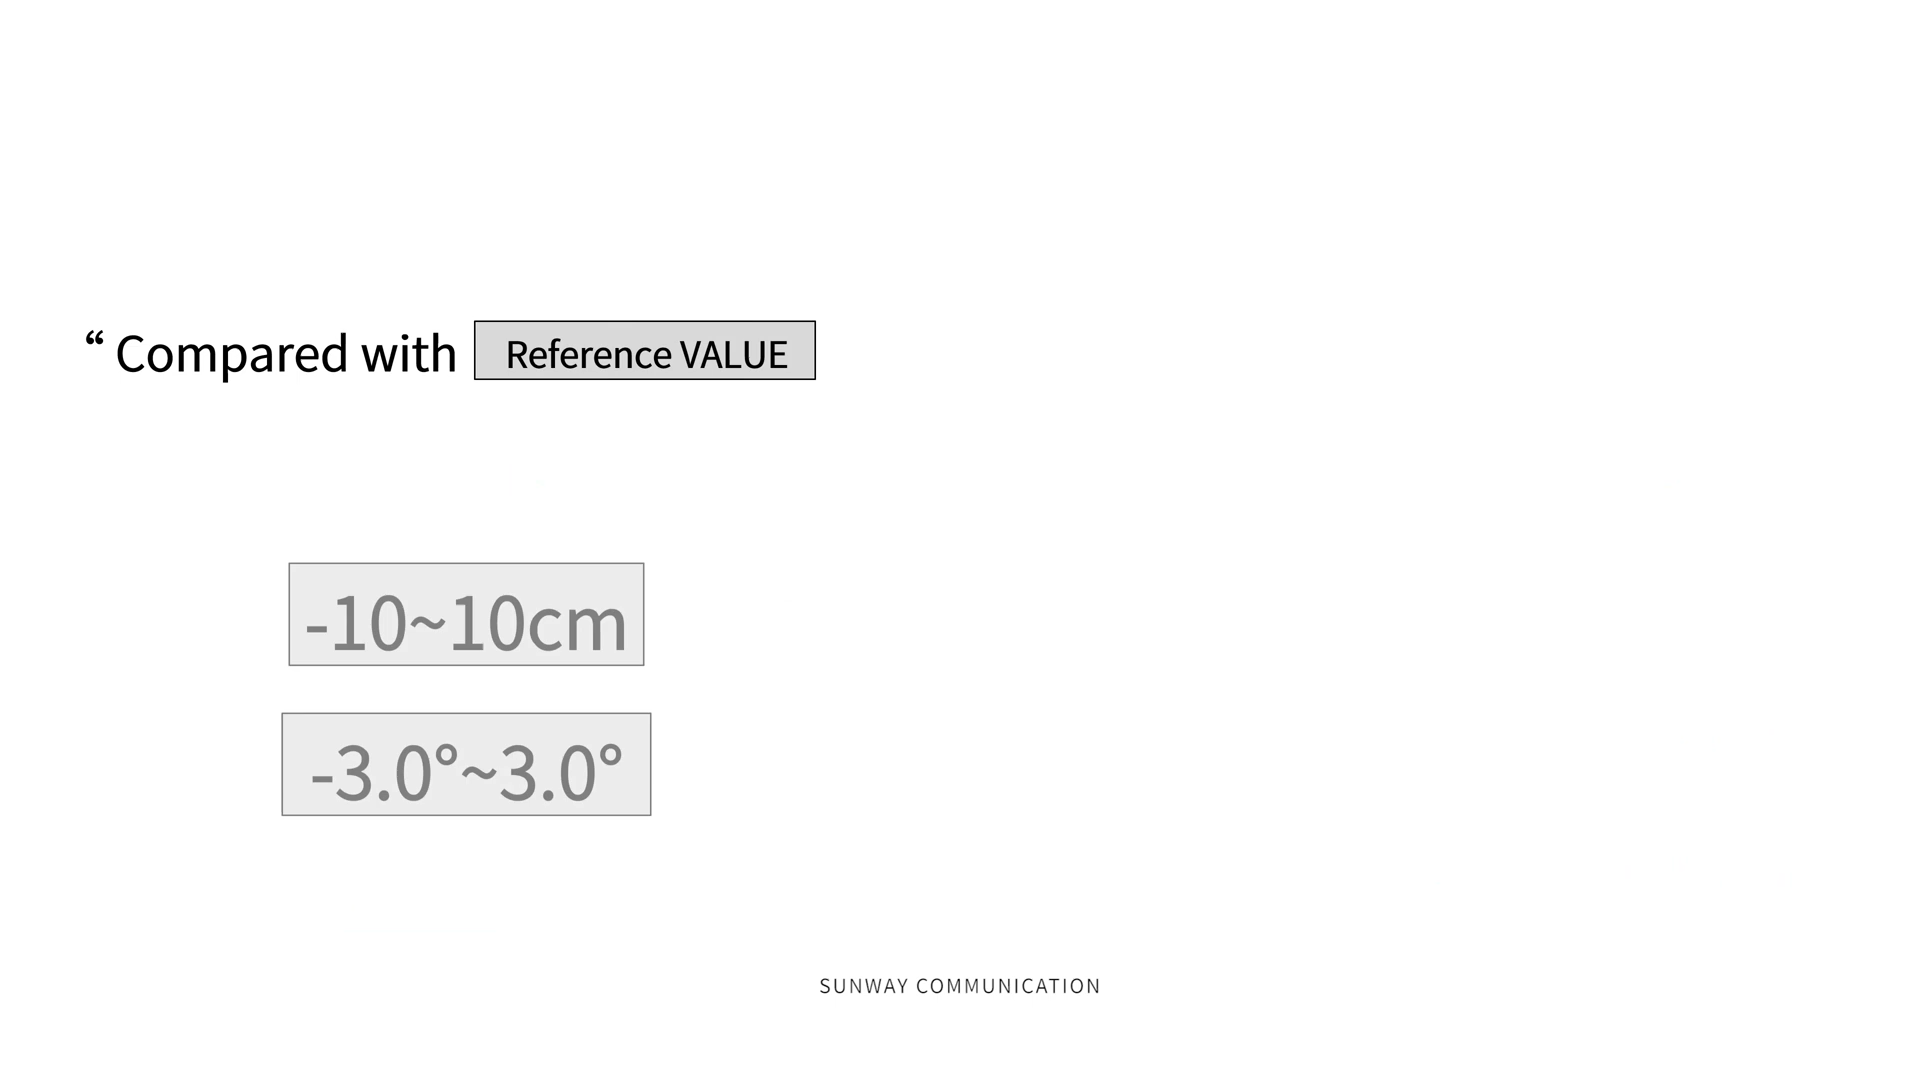 “ Compared with Reference VALUE
-10~10cm
-3.0°~3.0°
SUNWAY COMMUNICATION